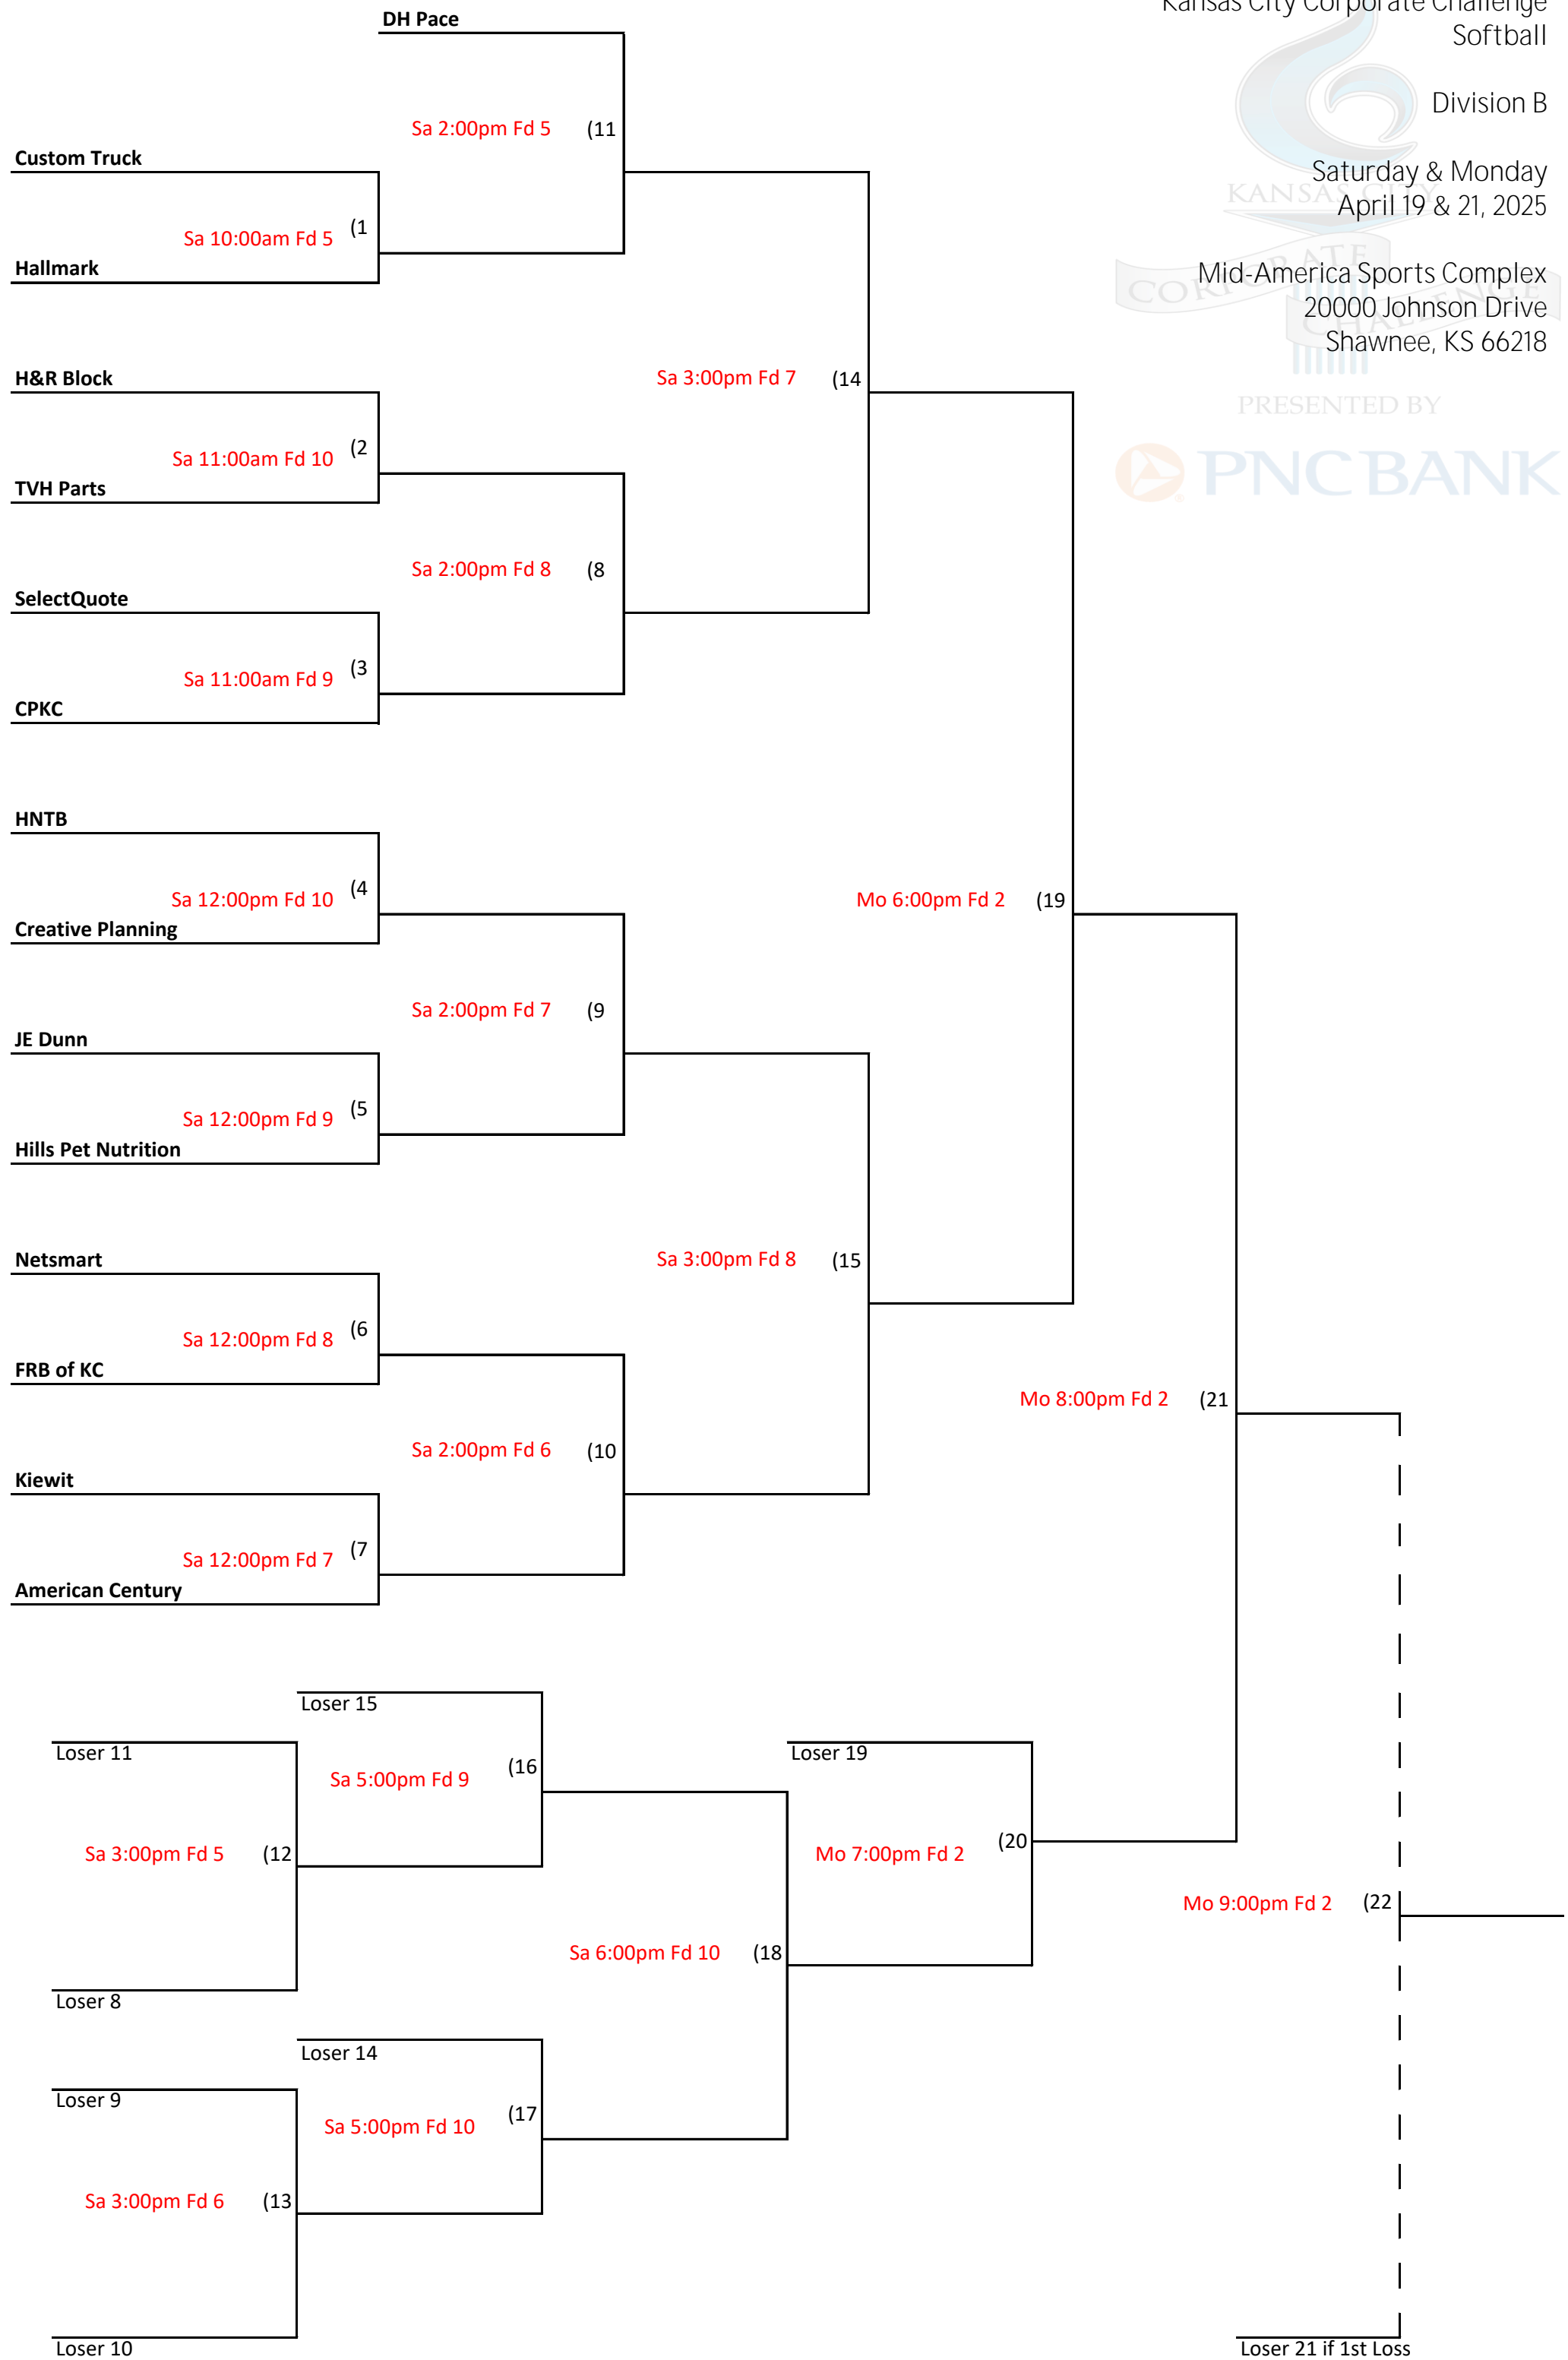 DH Pace
Kansas City Corporate Challenge
Softball
Division B
Saturday & Monday
April 19 & 21, 2025
Mid-America Sports Complex
20000 Johnson Drive
Shawnee, KS 66218
KANSAS CITY
CORPORATE
CHALLENGE
PRESENTED BY
PNC BANK
Sa 2:00pm Fd 5 (11
Custom Truck
Sa 10:00am Fd 5 (1
Hallmark
H&R Block
Sa 3:00pm Fd 7 (14
Sa 11:00am Fd 10 (2
TVH Parts
Sa 2:00pm Fd 8 (8
SelectQuote
Sa 11:00am Fd 9 (3
CPKC
HNTB
Sa 12:00pm Fd 10 (4
Mo 6:00pm Fd 2 (19
Creative Planning
Sa 2:00pm Fd 7 (9
JE Dunn
Sa 12:00pm Fd 9 (5
Hills Pet Nutrition
Netsmart
Sa 3:00pm Fd 8 (15
Sa 12:00pm Fd 8 (6
FRB of KC
Mo 8:00pm Fd 2 (21
Sa 2:00pm Fd 6 (10
Kiewit
Sa 12:00pm Fd 7 (7
American Century
Loser 15
Loser 11
Loser 19
Sa 5:00pm Fd 9 (16
Sa 3:00pm Fd 5 (12
Mo 7:00pm Fd 2 (20
Mo 9:00pm Fd 2 (22
Sa 6:00pm Fd 10 (18
Loser 8
Loser 14
Loser 9
Sa 5:00pm Fd 10 (17
Sa 3:00pm Fd 6 (13
Loser 10
Loser 21 if 1st Loss